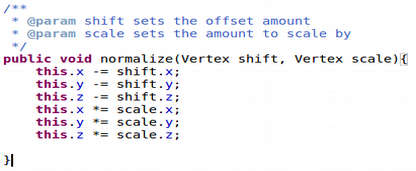 /**
 * @param shift sets the offset amount
 * @param scale sets the amount to scale by
 */
public void normalize(Vertex shift, Vertex scale){
    this.x -= shift.x;
    this.y -= shift.y;
    this.z -= shift.z;
    this.x *= scale.x;
    this.y *= scale.y;
    this.z *= scale.z;

}